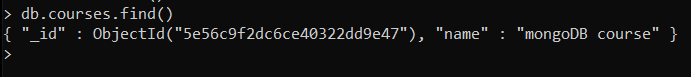 > db.courses.find()
{ "_id" : ObjectId("5e56c9f2dc6ce40322dd9e47"), "name" : "mongoDB course" }
>